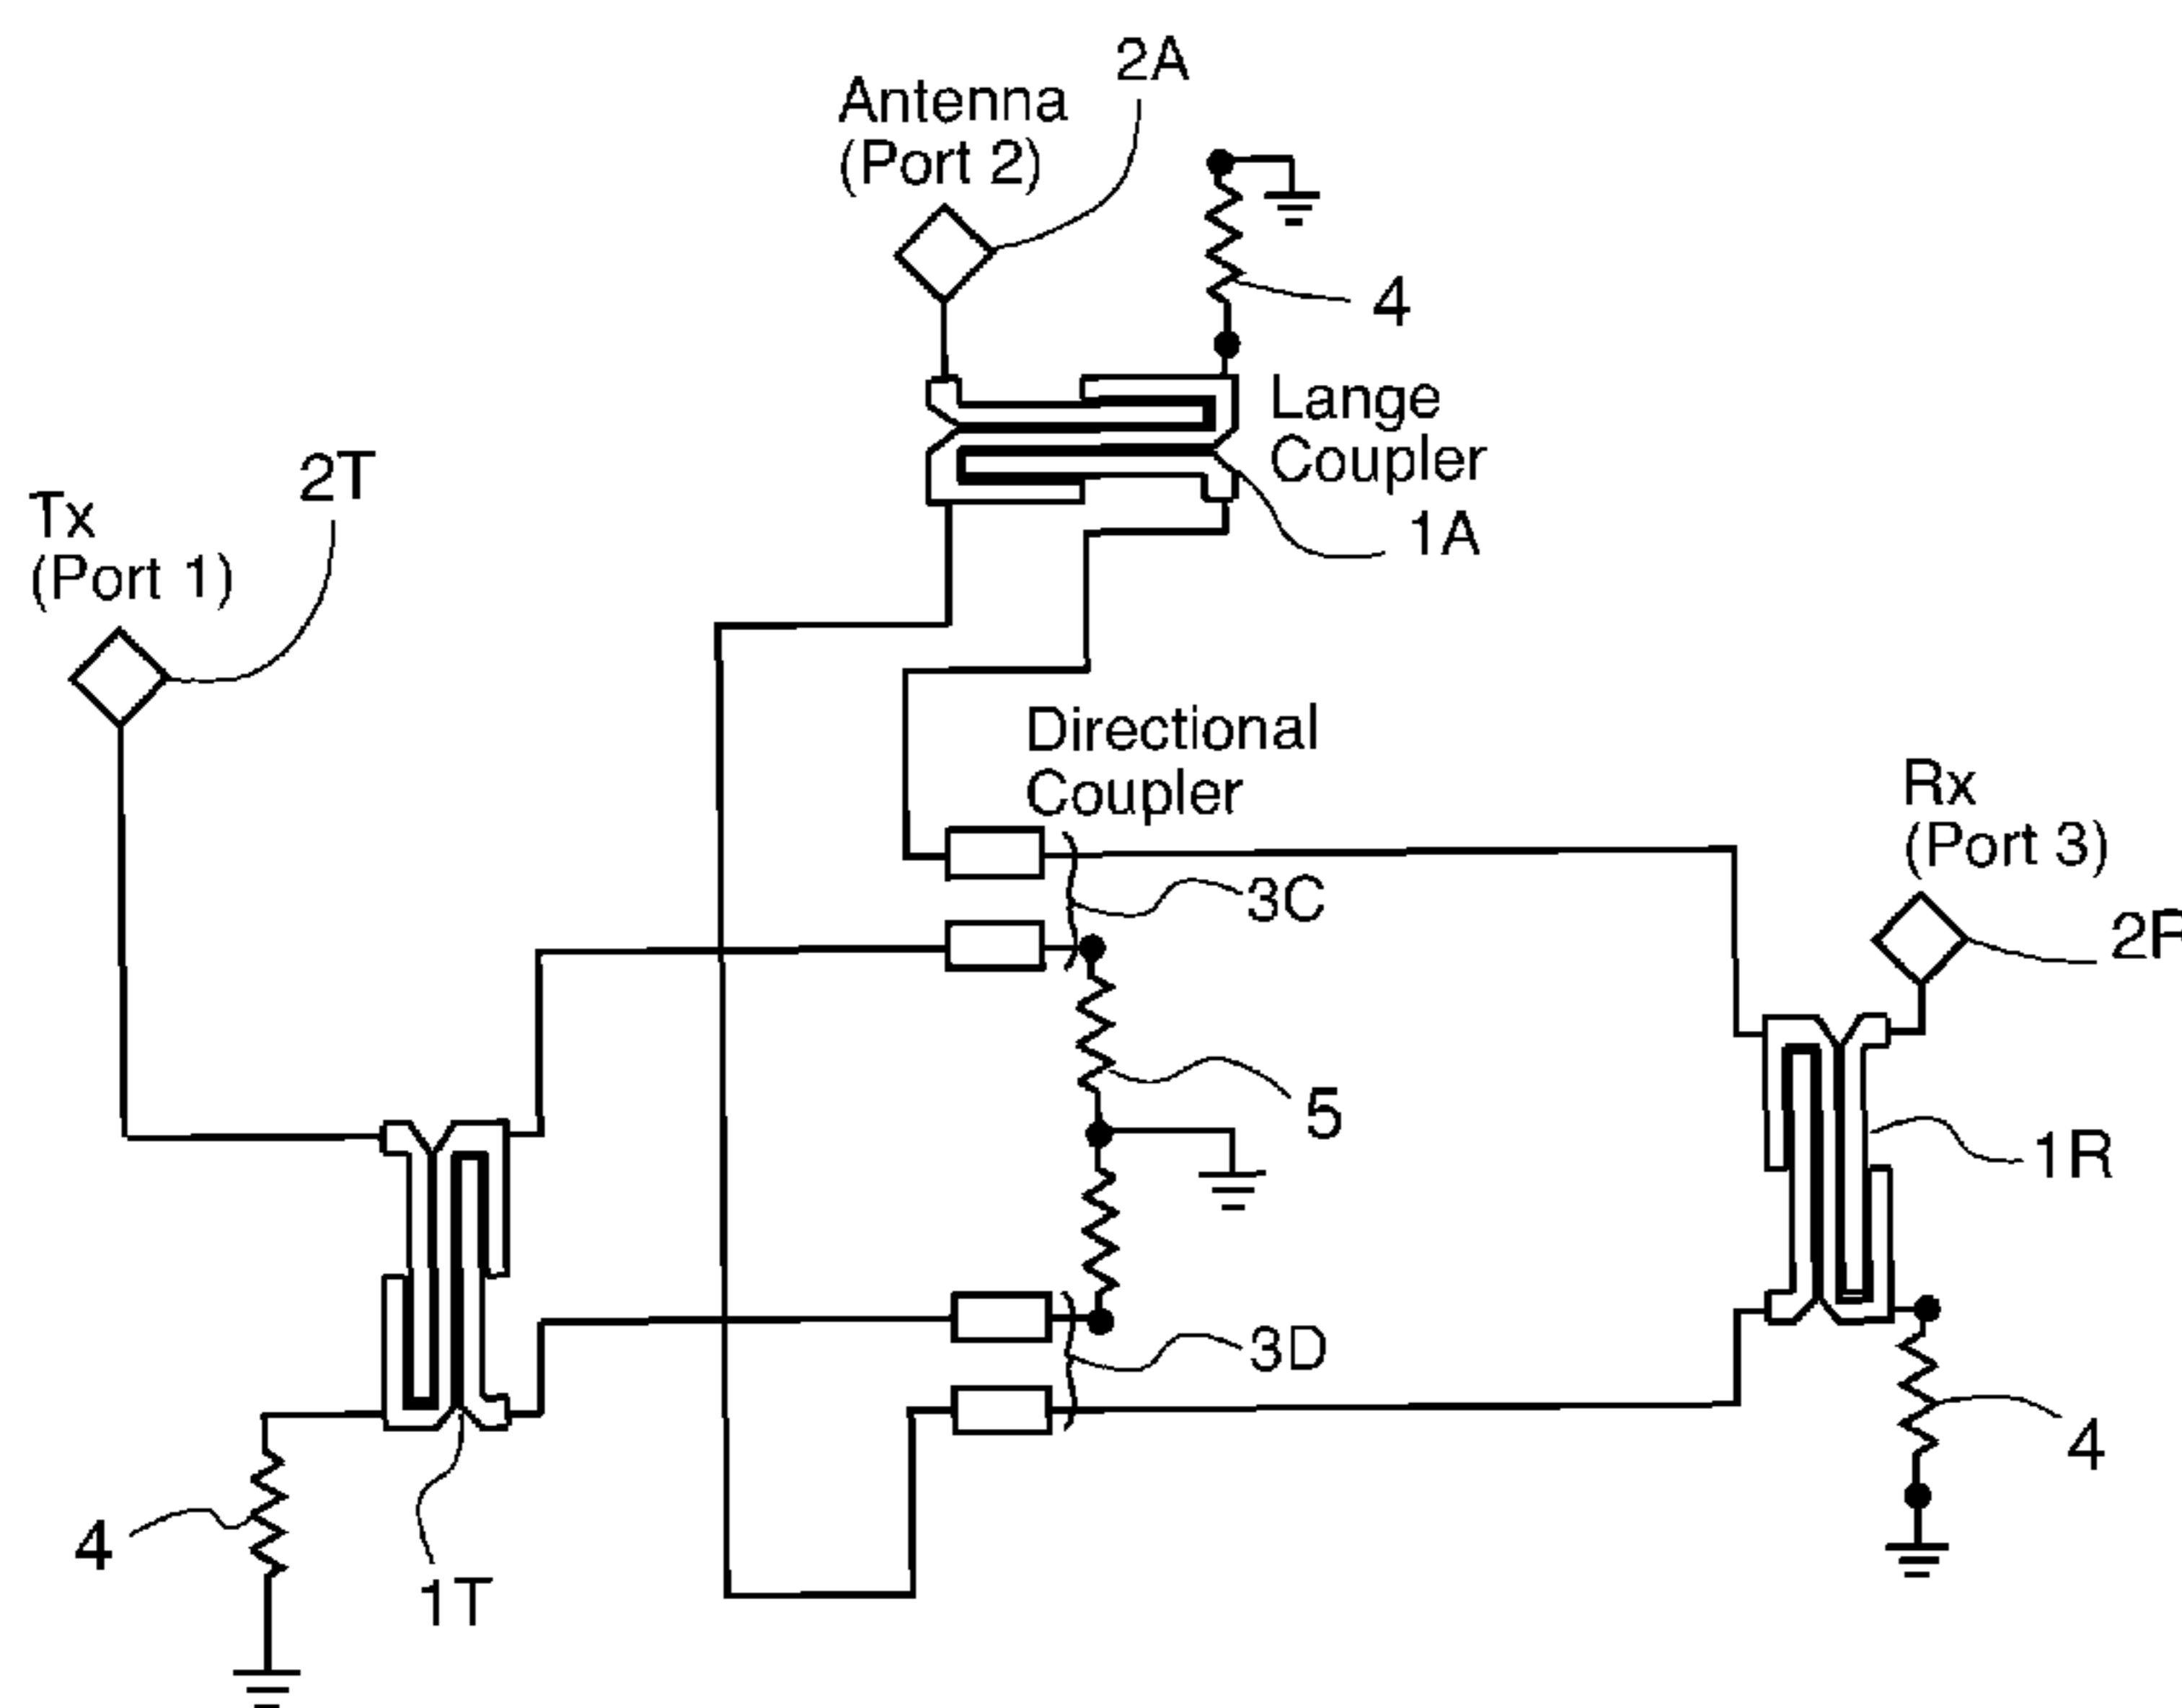 2A
Antenna
(Port 2)
4
Lange
Coupler
1A
2T
Tx
(Port 1)
Directional
Coupler
Rx
(Port 3)
3C
2R
5
1R
3D
4
4
1T